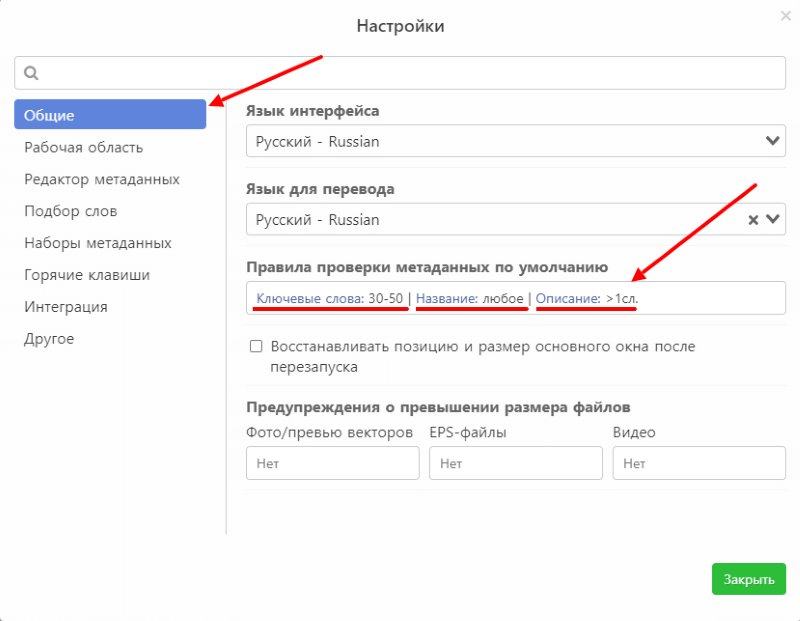 Настройки
Общие
Рабочая область
Редактор метаданных
Подбор слов
Наборы метаданных
Горячие клавиши
Интеграция
Другое
Язык интерфейса
Русский - Russian
Язык для перевода
Русский - Russian
Правила проверки метаданных по умолчанию
Ключевые слова: 30-50 | Название: любое | Описание: >1сл.
Восстанавливать позицию и размер основного окна после
перезапуска
Предупреждения о превышении размера файлов
Фото/превью векторов EPS-файлы Видео
Нет Нет Нет
Закрыть